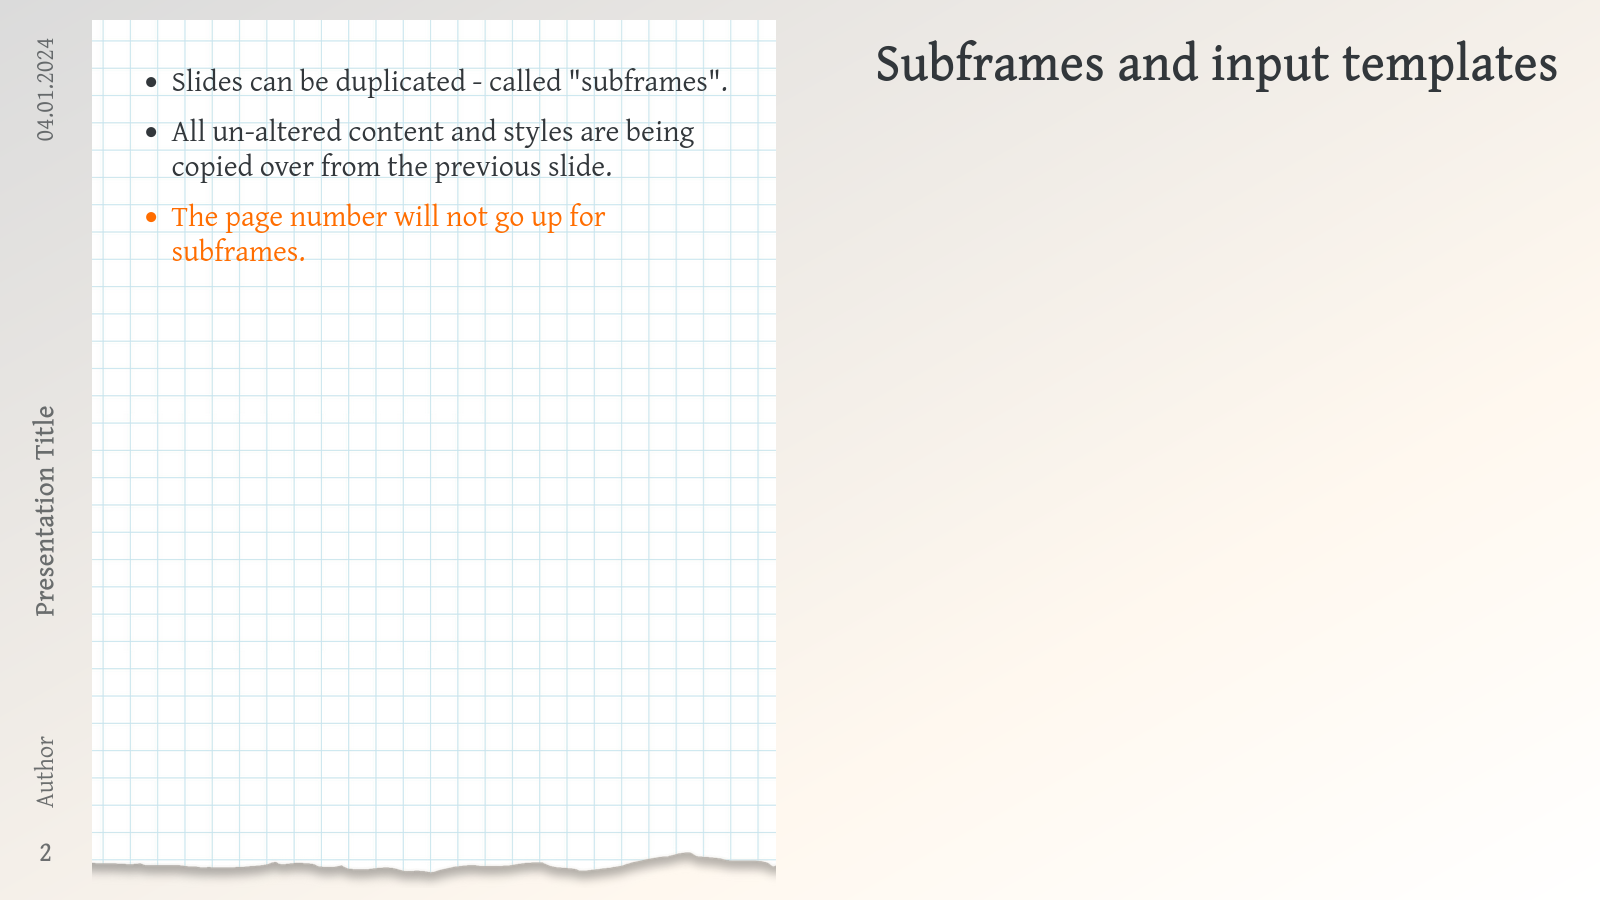 Subframes and input templates
• Slides can be duplicated - called "subframes".
• All un-altered content and styles are being
copied over from the previous slide.
• The page number will not go up for
subframes.
04.01.2024
Presentation Title
Author
2